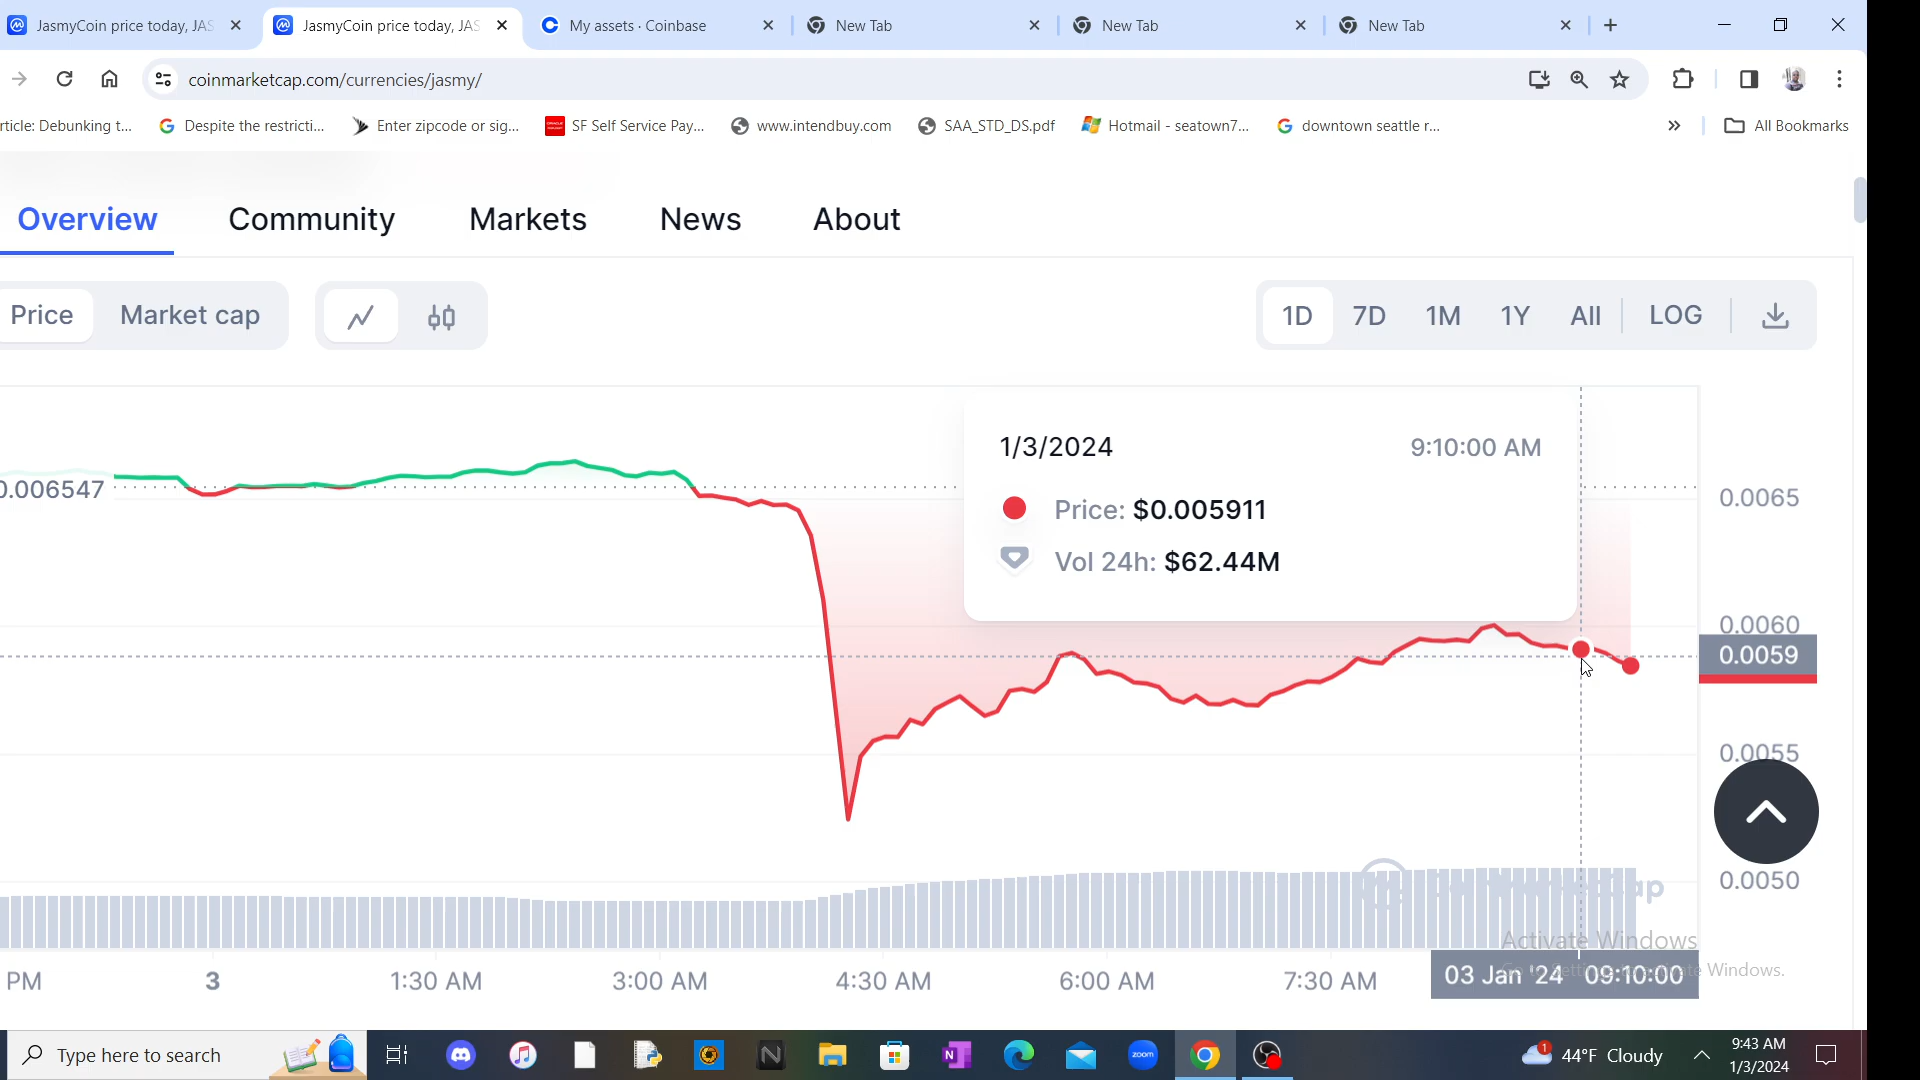 JasmyCoin price today, JAS
JasmyCoin price today, JAS
My assets · Coinbase
New Tab
New Tab
New Tab
coinmarketcap.com/currencies/jasmy/
rticle: Debunking t...
Despite the restricti...
Enter zipcode or sig...
SF Self Service Pay...
www.intendbuy.com
SAA_STD_DS.pdf
Hotmail - seatown7...
downtown seattle r...
All Bookmarks
Overview
Community
Markets
News
About
Price
Market cap
1D
7D
1M
1Y
All
LOG
1/3/2024
9:10:00 AM
Price: $0.005911
Vol 24h: $62.44M
0.006547
0.0065
0.0060
0.0059
0.0055
0.0050
Activate Windows
PM
3
1:30 AM
3:00 AM
4:30 AM
6:00 AM
7:30 AM
03 Jan '24 09:10:00
Windows.
Type here to search
zoom
1
44°F Cloudy
9:43 AM
1/3/2024